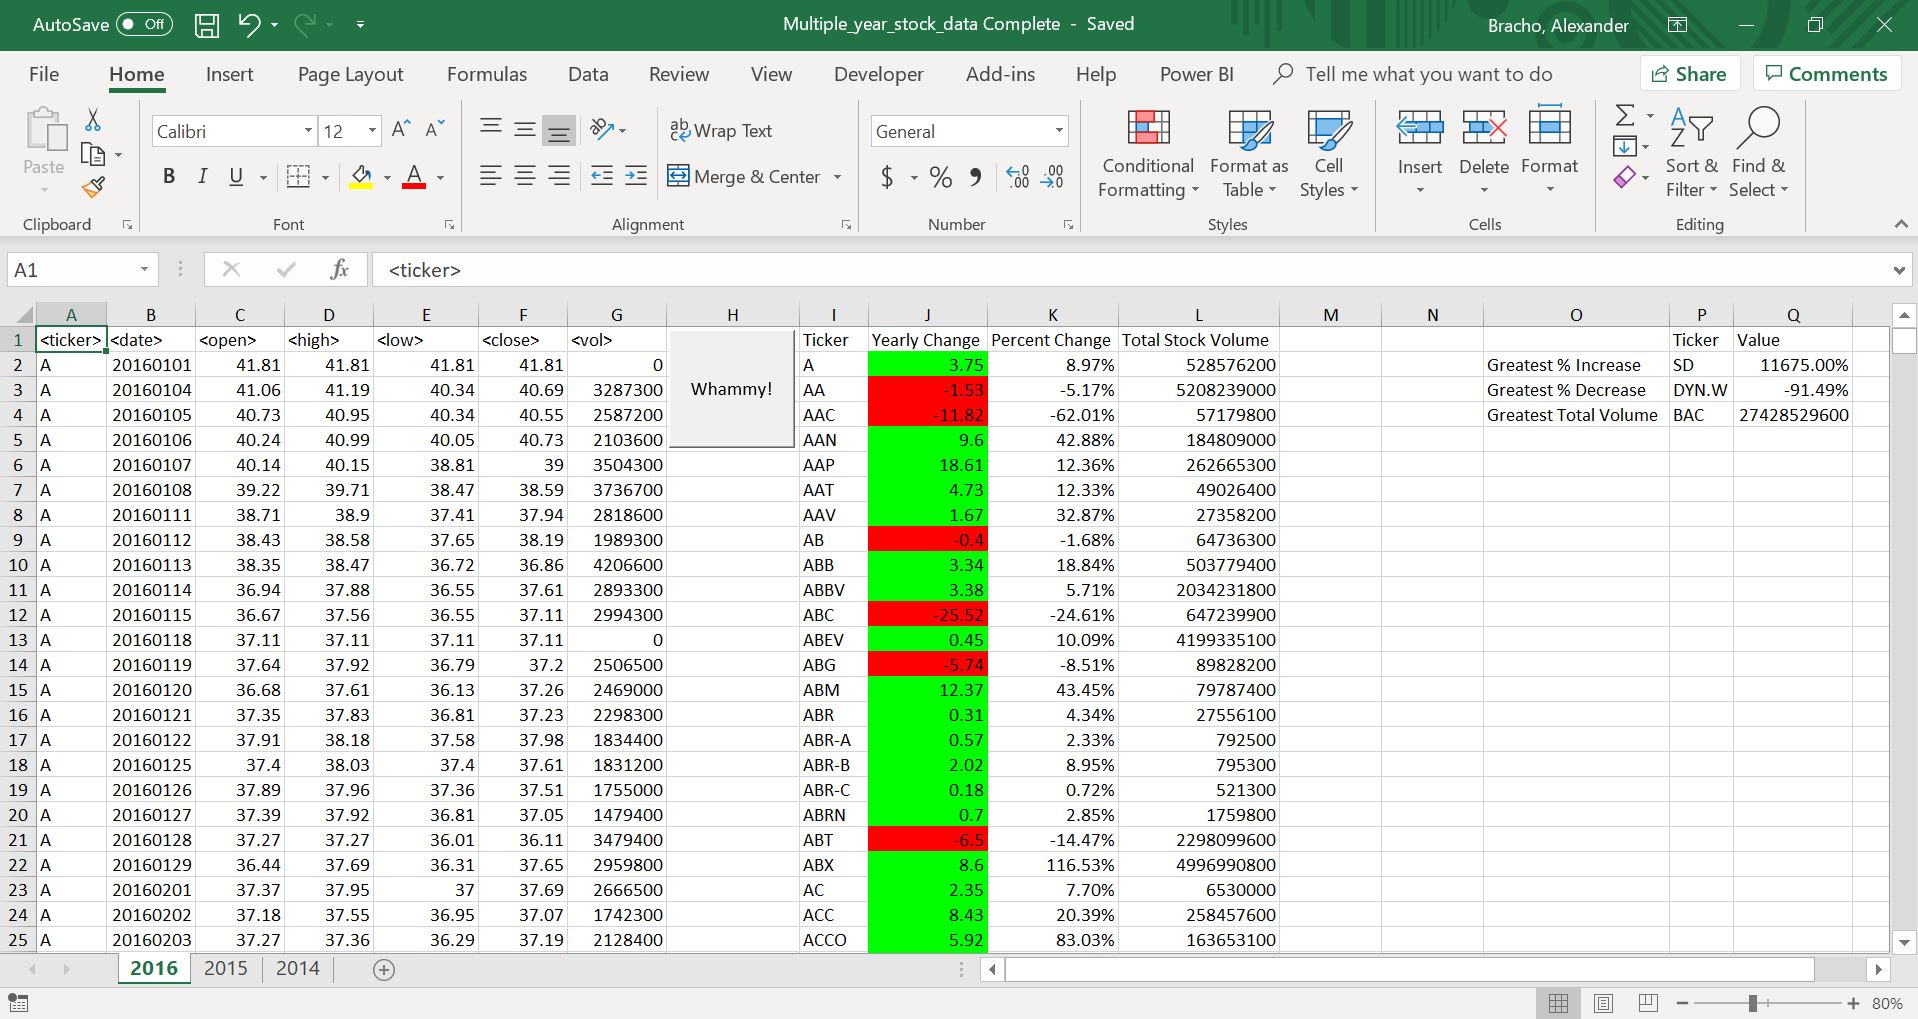 AutoSave Off
Multiple_year_stock_data Complete - Saved
Bracho, Alexander
File Home Insert Page Layout Formulas Data Review View Developer Add-ins Help Power BI Tell me what you want to do Share Comments
Paste
Calibri 12
B I U A
ab Wrap Text
Merge & Center
General
$ % , .00 .00
Conditional Formatting
Format as Table
Cell Styles
Insert Delete Format
Sort & Filter
Find & Select
Clipboard Font Alignment Number Styles Cells Editing
A1 fx <ticker>
A B C D E F G H I J K L M N O P Q
1 <ticker> <date> <open> <high> <low> <close> <vol> Ticker Yearly Change Percent Change Total Stock Volume Ticker Value
2 A 20160101 41.81 41.81 41.81 41.81 0 A 3.75 8.97% 528576200 Greatest % Increase SD 11675.00%
3 A 20160104 41.06 41.19 40.34 40.69 3287300 Whammy! AA -1.53 -5.17% 5208239000 Greatest % Decrease DYN.W -91.49%
4 A 20160105 40.73 40.95 40.34 40.55 2587200 AAC -11.82 -62.01% 57179800 Greatest Total Volume BAC 27428529600
5 A 20160106 40.24 40.99 40.05 40.73 2103600 AAN 9.6 42.88% 184809000
6 A 20160107 40.14 40.15 38.81 39 3504300 AAP 18.61 12.36% 262665300
7 A 20160108 39.22 39.71 38.47 38.59 3736700 AAT 4.73 12.33% 49026400
8 A 20160111 38.71 38.9 37.41 37.94 2818600 AAV 1.67 32.87% 27358200
9 A 20160112 38.43 38.58 37.65 38.19 1989300 AB -0.4 -1.68% 64736300
10 A 20160113 38.35 38.47 36.72 36.86 4206600 ABB 3.34 18.84% 503779400
11 A 20160114 36.94 37.88 36.55 37.61 2893300 ABBV 3.38 5.71% 2034231800
12 A 20160115 36.67 37.56 36.55 37.11 2994300 ABC -25.52 -24.61% 647239900
13 A 20160118 37.11 37.11 37.11 37.11 0 ABEV 0.45 10.09% 4199335100
14 A 20160119 37.64 37.92 36.79 37.2 2506500 ABG -5.74 -8.51% 89828200
15 A 20160120 36.68 37.61 36.13 37.26 2469000 ABM 12.37 43.45% 79787400
16 A 20160121 37.35 37.83 36.81 37.23 2298300 ABR 0.31 4.34% 27556100
17 A 20160122 37.91 38.18 37.58 37.98 1834400 ABR-A 0.57 2.33% 792500
18 A 20160125 37.4 38.03 37.4 37.61 1831200 ABR-B 2.02 8.95% 795300
19 A 20160126 37.89 37.96 37.36 37.51 1755000 ABR-C 0.18 0.72% 521300
20 A 20160127 37.39 37.92 36.81 37.05 1479400 ABRN 0.7 2.85% 1759800
21 A 20160128 37.27 37.27 36.01 36.11 3479400 ABT -6.5 -14.47% 2298099600
22 A 20160129 36.44 37.69 36.31 37.65 2959800 ABX 8.6 116.53% 4996990800
23 A 20160201 37.37 37.95 37 37.69 2666500 AC 2.35 7.70% 6530000
24 A 20160202 37.18 37.55 36.95 37.07 1742300 ACC 8.43 20.39% 258457600
25 A 20160203 37.27 37.36 36.29 37.19 2128400 ACCO 5.92 83.03% 163653100
2016 2015 2014
80%